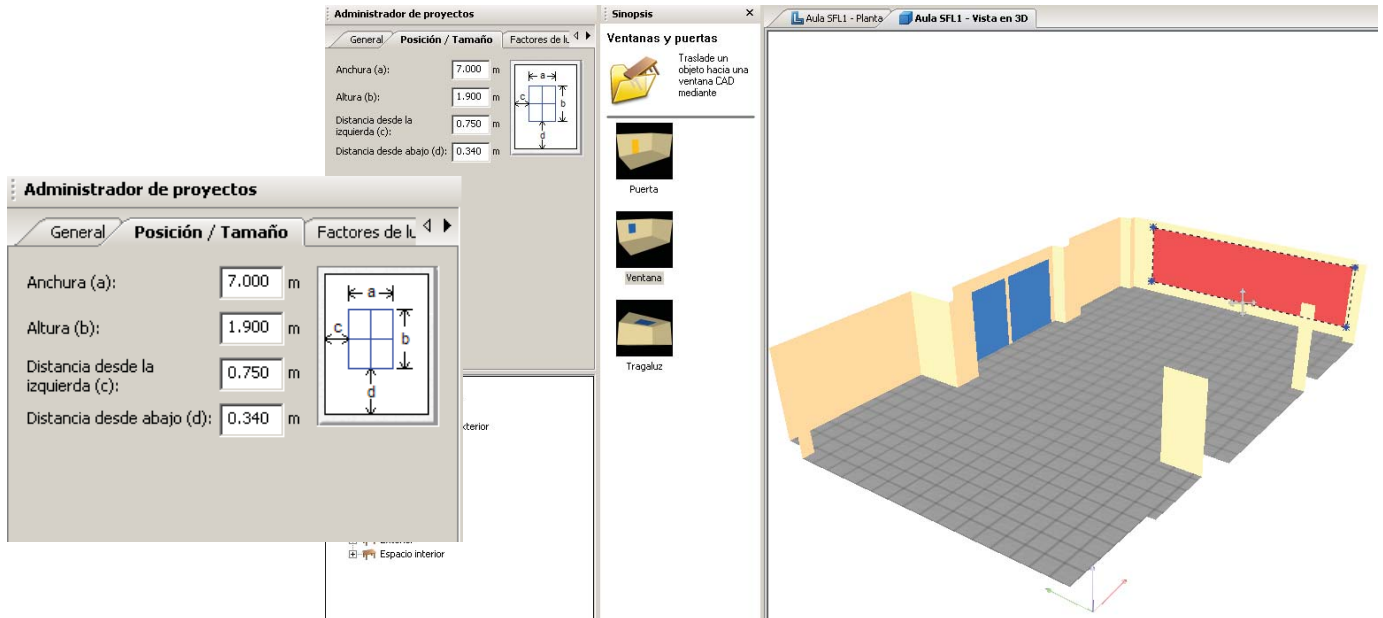 Administrador de proyectos
General
Posición / Tamaño
Factores de lu
Anchura (a):
7.000
m
Altura (b):
1.900
m
Distancia desde la
izquierda (c):
0.750
m
Distancia desde abajo (d):
0.340
m
a
b
c
d
Sinopsis
Ventanas y puertas
Traslade un
objeto hacia una
ventana CAD
mediante
Puerta
Ventana
Tragaluz
Aula SFL1 - Planta
Aula SFL1 - Vista en 3D
Administrador de proyectos
General
Posición / Tamaño
Factores de lu
Anchura (a):
7.000
m
Altura (b):
1.900
m
Distancia desde la
izquierda (c):
0.750
m
Distancia desde abajo (d):
0.340
m
a
b
c
d
xterior
Exterior
Espacio interior